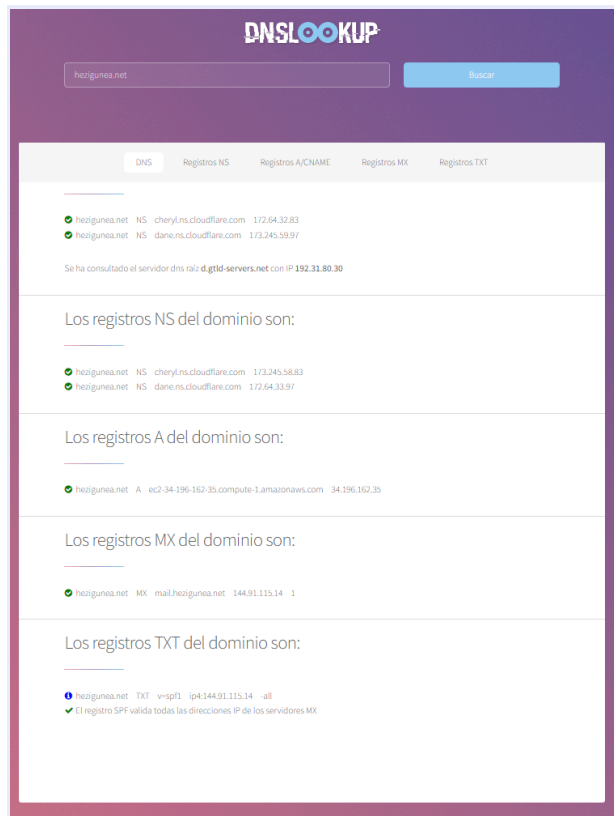 DNSLOOKUP
hezigunea.net
Buscar
DNS Registros NS Registros A/CNAME Registros MX Registros TXT
hezigunea.net NS cheryl.ns.cloudflare.com 172.64.32.83
hezigunea.net NS dane.ns.cloudflare.com 173.245.59.97
Se ha consultado el servidor dns raíz d.gtld-servers.net con IP 192.31.80.30
Los registros NS del dominio son:
hezigunea.net NS cheryl.ns.cloudflare.com 173.245.58.83
hezigunea.net NS dane.ns.cloudflare.com 172.64.33.97
Los registros A del dominio son:
hezigunea.net A ec2-34-196-162-35.compute-1.amazonaws.com 34.196.162.35
Los registros MX del dominio son:
hezigunea.net MX mail.hezigunea.net 144.91.115.14 1
Los registros TXT del dominio son:
hezigunea.net TXT v=spf1 ip4:144.91.115.14 -all
El registro SPF valida todas las direcciones IP de los servidores MX